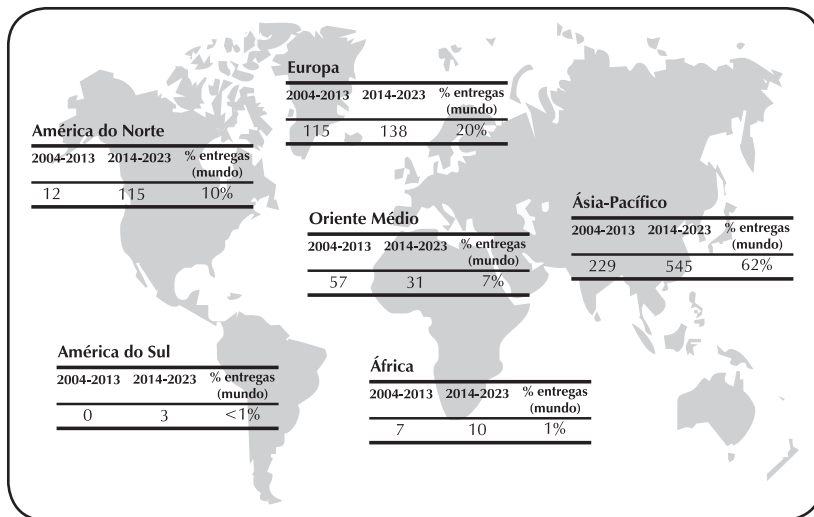 Europa
2004-2013 2014-2023 % entregas
(mundo)
115 138 20%
América do Norte
2004-2013 2014-2023 % entregas
(mundo)
12 115 10%
Oriente Médio
2004-2013 2014-2023 % entregas
(mundo)
57 31 7%
Ásia-Pacífico
2004-2013 2014-2023 % entregas
(mundo)
229 545 62%
América do Sul
2004-2013 2014-2023 % entregas
(mundo)
0 3 <1%
África
2004-2013 2014-2023 % entregas
(mundo)
7 10 1%